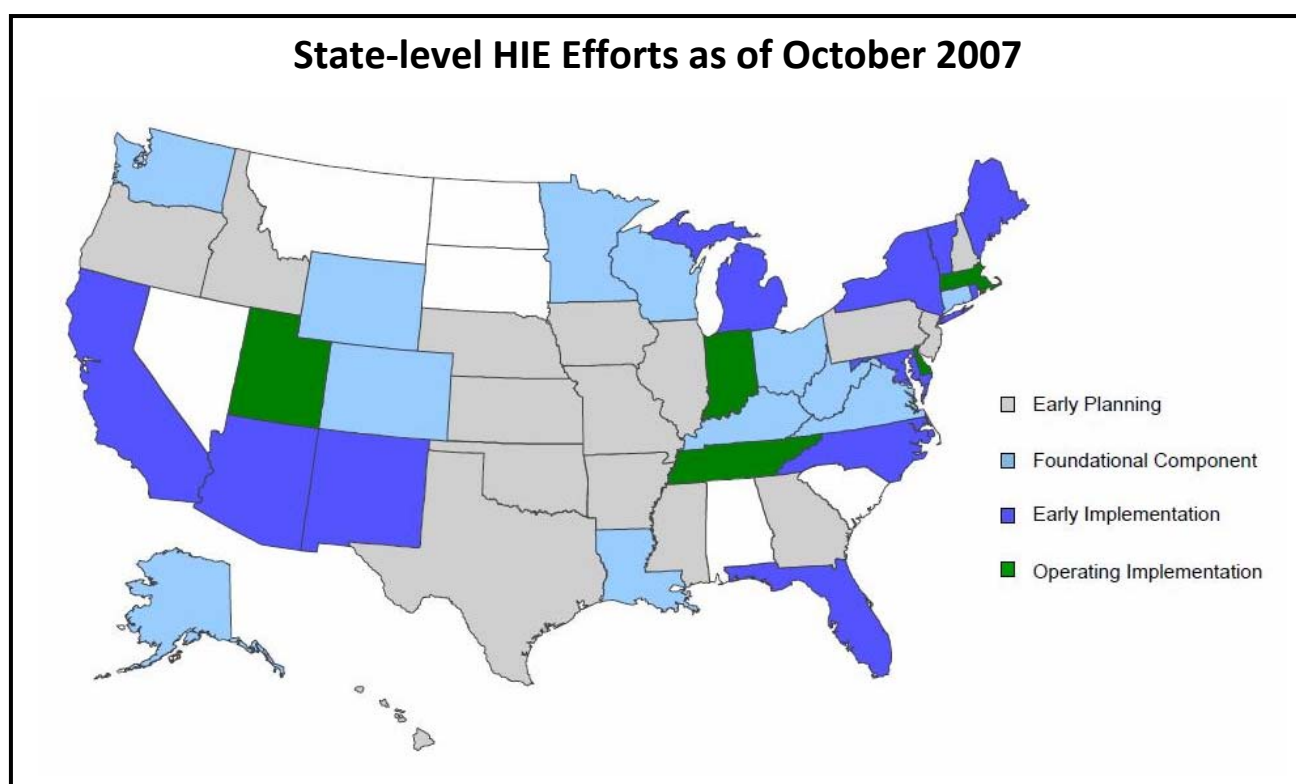 State-level HIE Efforts as of October 2007
Early Planning
Foundational Component
Early Implementation
Operating Implementation